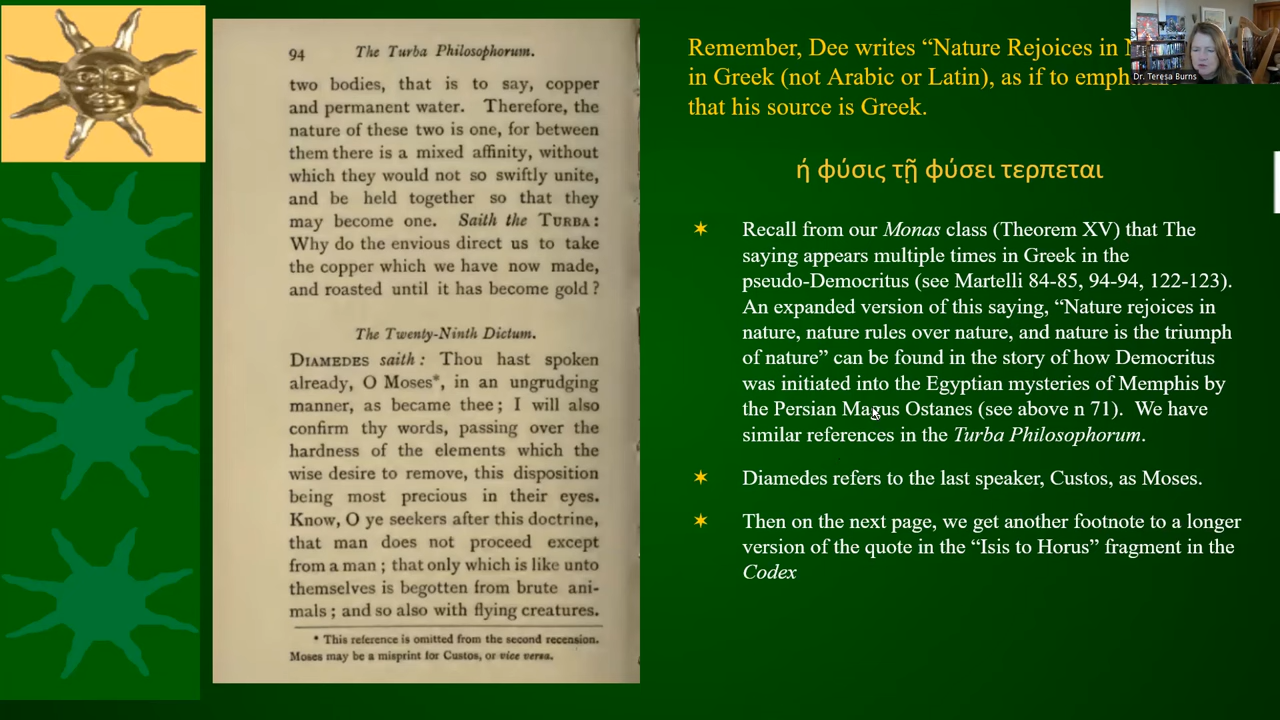 94 The Turba Philosophorum.
two bodies, that is to say, copper
and permanent water. Therefore, the
nature of these two is one, for between
them there is a mixed affinity, without
which they would not so swiftly unite,
and be held together so that they
may become one. Saith the TURBA:
Why do the envious direct us to take
the copper which we have now made,
and roasted until it has become gold?
The Twenty-Ninth Dictum.
DIAMEDES saith: Thou hast spoken
already, O Moses*, in an ungrudging
manner, as became thee; I will also
confirm thy words, passing over the
hardness of the elements which the
wise desire to remove, this disposition
being most precious in their eyes.
Know, O ye seekers after this doctrine,
that man does not proceed except
from a man; that only which is like unto
themselves is begotten from brute ani-
mals; and so also with flying creatures.
* This reference is omitted from the second recension.
Moses may be a misprint for Custos, or vice versa.
Remember, Dee writes “Nature Rejoices in
in Greek (not Arabic or Latin), as if to
that his source is Greek.
ἡ φύσις τῇ φύσει τερπεται
Recall from our Monas class (Theorem XV) that The
saying appears multiple times in Greek in the
pseudo-Democritus (see Martelli 84-85, 94-94, 122-123).
An expanded version of this saying, “Nature rejoices in
nature, nature rules over nature, and nature is the triumph
of nature” can be found in the story of how Democritus
was initiated into the Egyptian mysteries of Memphis by
the Persian Magus Ostanes (see above n 71). We have
similar references in the Turba Philosophorum.
Diamedes refers to the last speaker, Custos, as Moses.
Then on the next page, we get another footnote to a longer
version of the quote in the “Isis to Horus” fragment in the
Codex
Dr. Teresa Burns